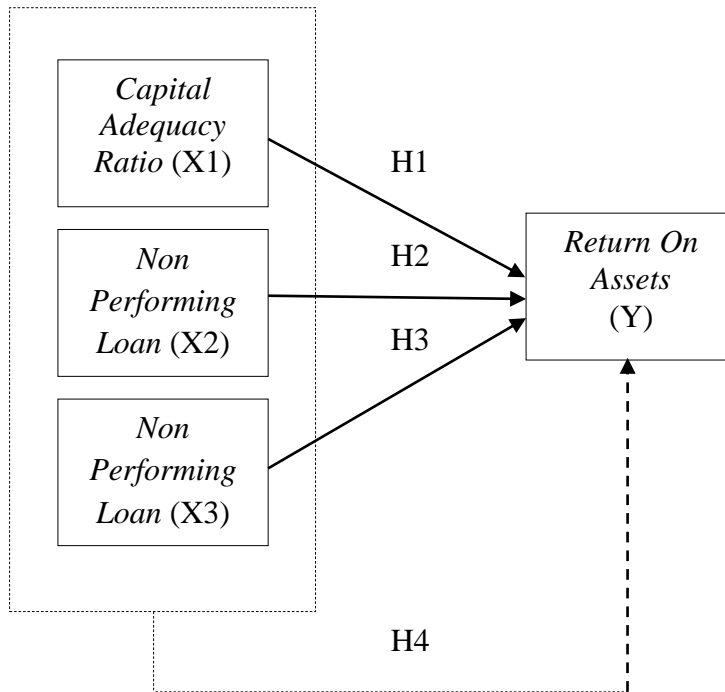 Capital
Adequacy
Ratio (X1)
H1
Non
Performing
Loan (X2)
H2
Return On
Assets
(Y)
Non
Performing
Loan (X3)
H3
H4